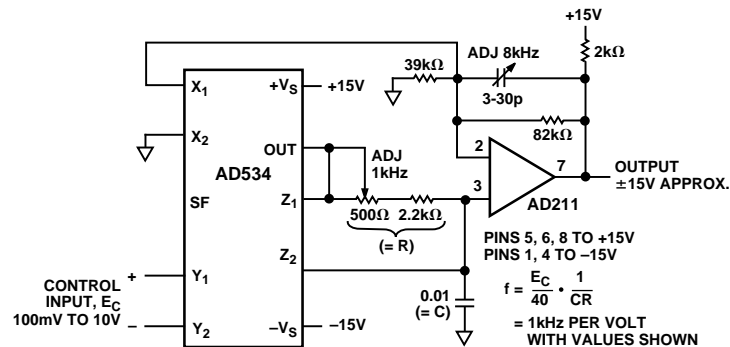 +15V
39kΩ
ADJ 8kHz
2kΩ
3-30p
82kΩ
X1
+VS
+15V
X2
OUT
ADJ
1kHz
2
7
OUTPUT
±15V APPROX.
AD534
SF
Z1
500Ω
2.2kΩ
3
AD211
(= R)
PINS 5, 6, 8 TO +15V
PINS 1, 4 TO –15V
Z2
CONTROL
INPUT, EC
100mV TO 10V
+
Y1
0.01
(= C)
f = EC/40 • 1/CR
–
Y2
–VS
–15V
= 1kHz PER VOLT
WITH VALUES SHOWN